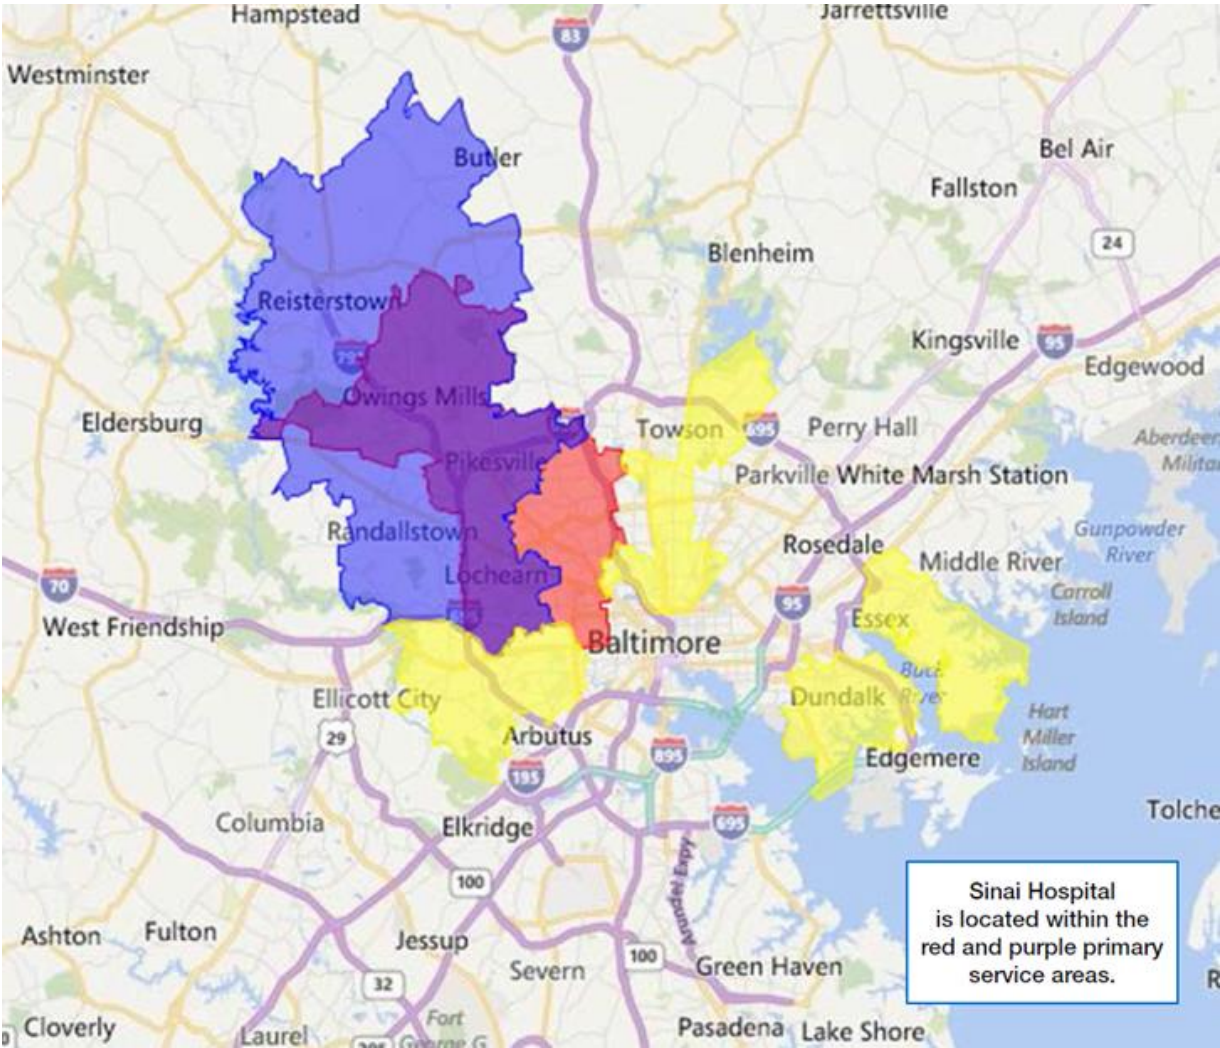 Hampstead
Jarrettsville
83
Westminster
Bel Air
Butler
Fallston
24
Blenheim
Reisterstown
Kingsville
95
Edgewood
Owings Mills
Eldersburg
Towson
695
Perry Hall
Pikesville
Parkville
White Marsh Station
Randallstown
Gunpowder
River
Rosedale
Middle River
Lochearn
70
95
Carroll
Island
Essex
West Friendship
Baltimore
Ellicott City
Dundalk
Hart
Miller
Island
29
Arbutus
895
Edgemere
195
695
Tolche
Columbia
Elkridge
Arundel Expy
100
Sinai Hospital
is located within the
red and purple primary
service areas.
Ashton
Fulton
Jessup
100
Severn
Green Haven
32
Cloverly
Laurel
Fort
George G
Pasadena
Lake Shore